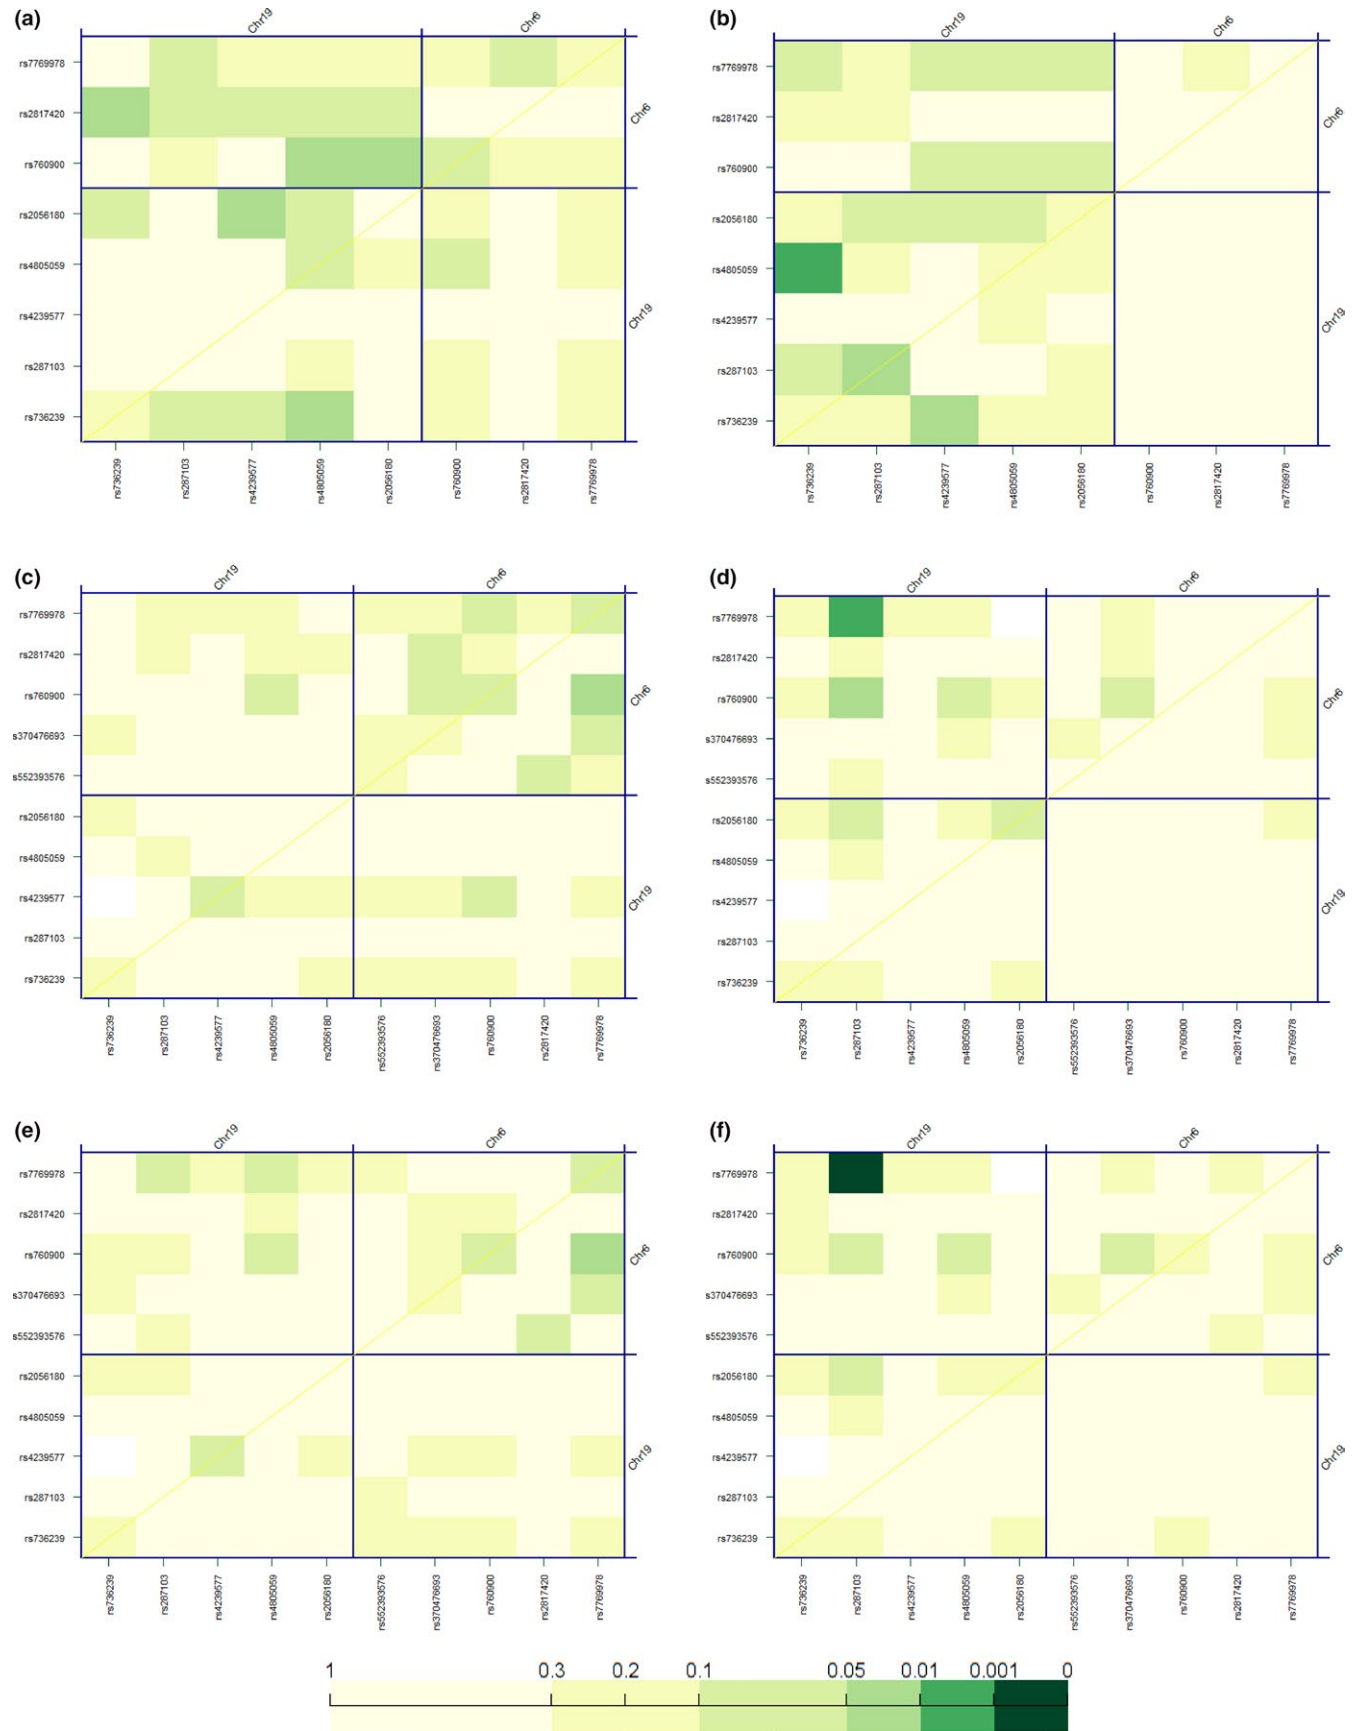 (a)
Chr19
Chr6
rs7769978
rs2817420
rs760900
rs2056180
rs4805059
rs4239577
rs287103
rs736239
Chr6
Chr19
rs736239
rs287103
rs4239577
rs4805059
rs2056180
rs760900
rs2817420
rs7769978
(b)
Chr19
Chr6
rs7769978
rs2817420
rs760900
rs2056180
rs4805059
rs4239577
rs287103
rs736239
Chr6
Chr19
rs736239
rs287103
rs4239577
rs4805059
rs2056180
rs760900
rs2817420
rs7769978
(c)
Chr19
Chr6
rs7769978
rs2817420
rs760900
s370476693
s552393576
rs2056180
rs4805059
rs4239577
rs287103
rs736239
Chr6
Chr19
rs736239
rs287103
rs4239577
rs4805059
rs2056180
rs552393576
rs370476693
rs760900
rs2817420
rs7769978
(d)
Chr19
Chr6
rs7769978
rs2817420
rs760900
s370476693
s552393576
rs2056180
rs4805059
rs4239577
rs287103
rs736239
Chr6
Chr19
rs736239
rs287103
rs4239577
rs4805059
rs2056180
rs552393576
rs370476693
rs760900
rs2817420
rs7769978
(e)
Chr19
Chr6
rs7769978
rs2817420
rs760900
s370476693
s552393576
rs2056180
rs4805059
rs4239577
rs287103
rs736239
Chr6
Chr19
rs736239
rs287103
rs4239577
rs4805059
rs2056180
rs552393576
rs370476693
rs760900
rs2817420
rs7769978
(f)
Chr19
Chr6
rs7769978
rs2817420
rs760900
s370476693
s552393576
rs2056180
rs4805059
rs4239577
rs287103
rs736239
Chr6
Chr19
rs736239
rs287103
rs4239577
rs4805059
rs2056180
rs552393576
rs370476693
rs760900
rs2817420
rs7769978
1 0.3 0.2 0.1 0.05 0.01 0.001 0